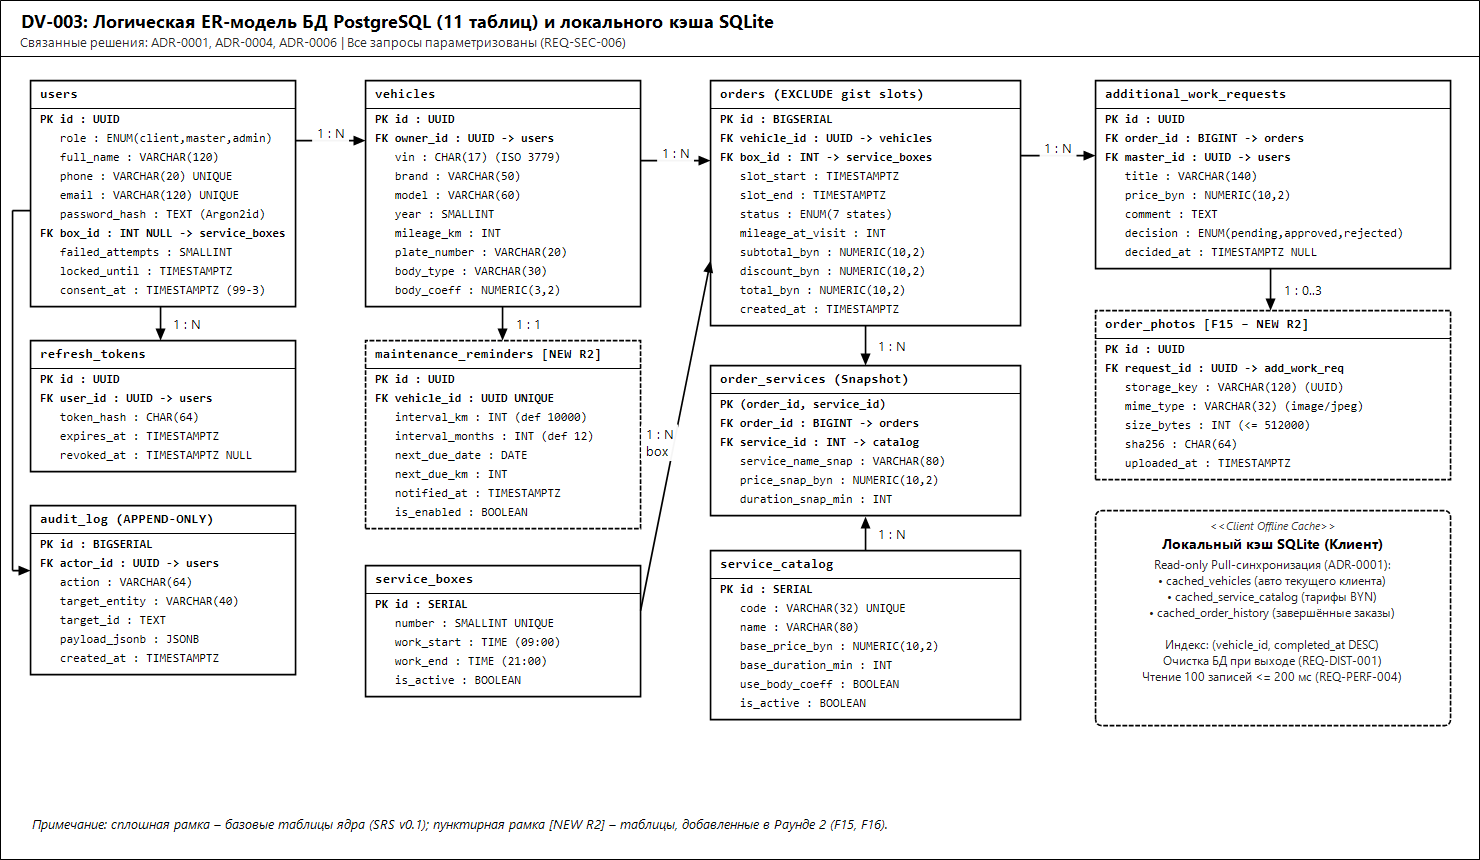 DV-003: Логическая ER-модель БД PostgreSQL (11 таблиц) и локального кэша SQLite
Связанные решения: ADR-0001, ADR-0004, ADR-0006 | Все запросы параметризованы (REQ-SEC-006)
users
PK id : UUID
role : ENUM(client,master,admin)
full_name : VARCHAR(120)
phone : VARCHAR(20) UNIQUE
email : VARCHAR(120) UNIQUE
password_hash : TEXT (Argon2id)
FK box_id : INT NULL -> service_boxes
failed_attempts : SMALLINT
locked_until : TIMESTAMPTZ
consent_at : TIMESTAMPTZ (99-3)
1 : N
1 : N
refresh_tokens
PK id : UUID
FK user_id : UUID -> users
token_hash : CHAR(64)
expires_at : TIMESTAMPTZ
revoked_at : TIMESTAMPTZ NULL
audit_log (APPEND-ONLY)
PK id : BIGSERIAL
FK actor_id : UUID -> users
action : VARCHAR(64)
target_entity : VARCHAR(40)
target_id : TEXT
payload_jsonb : JSONB
created_at : TIMESTAMPTZ
vehicles
PK id : UUID
FK owner_id : UUID -> users
vin : CHAR(17) (ISO 3779)
brand : VARCHAR(50)
model : VARCHAR(60)
year : SMALLINT
mileage_km : INT
plate_number : VARCHAR(20)
body_type : VARCHAR(30)
body_coeff : NUMERIC(3,2)
1 : N
1 : 1
maintenance_reminders [NEW R2]
PK id : UUID
FK vehicle_id : UUID UNIQUE
interval_km : INT (def 10000)
interval_months : INT (def 12)
next_due_date : DATE
next_due_km : INT
notified_at : TIMESTAMPTZ
is_enabled : BOOLEAN
1 : N
box
service_boxes
PK id : SERIAL
number : SMALLINT UNIQUE
work_start : TIME (09:00)
work_end : TIME (21:00)
is_active : BOOLEAN
orders (EXCLUDE gist slots)
PK id : BIGSERIAL
FK vehicle_id : UUID -> vehicles
FK box_id : INT -> service_boxes
slot_start : TIMESTAMPTZ
slot_end : TIMESTAMPTZ
status : ENUM(7 states)
mileage_at_visit : INT
subtotal_byn : NUMERIC(10,2)
discount_byn : NUMERIC(10,2)
total_byn : NUMERIC(10,2)
created_at : TIMESTAMPTZ
1 : N
1 : N
order_services (Snapshot)
PK (order_id, service_id)
FK order_id : BIGINT -> orders
FK service_id : INT -> catalog
service_name_snap : VARCHAR(80)
price_snap_byn : NUMERIC(10,2)
duration_snap_min : INT
1 : N
service_catalog
PK id : SERIAL
code : VARCHAR(32) UNIQUE
name : VARCHAR(80)
base_price_byn : NUMERIC(10,2)
base_duration_min : INT
use_body_coeff : BOOLEAN
is_active : BOOLEAN
additional_work_requests
PK id : UUID
FK order_id : BIGINT -> orders
FK master_id : UUID -> users
title : VARCHAR(140)
price_byn : NUMERIC(10,2)
comment : TEXT
decision : ENUM(pending,approved,rejected)
decided_at : TIMESTAMPTZ NULL
1 : 0..3
order_photos [F15 – NEW R2]
PK id : UUID
FK request_id : UUID -> add_work_req
storage_key : VARCHAR(120) (UUID)
mime_type : VARCHAR(32) (image/jpeg)
size_bytes : INT (<= 512000)
sha256 : CHAR(64)
uploaded_at : TIMESTAMPTZ
<<Client Offline Cache>>
Локальный кэш SQLite (Клиент)
Read-only Pull-синхронизация (ADR-0001):
• cached_vehicles (авто текущего клиента)
• cached_service_catalog (тарифы BYN)
• cached_order_history (завершённые заказы)
Индекс: (vehicle_id, completed_at DESC)
Очистка БД при выходе (REQ-DIST-001)
Чтение 100 записей <= 200 мс (REQ-PERF-004)
Примечание: сплошная рамка – базовые таблицы ядра (SRS v0.1); пунктирная рамка [NEW R2] – таблицы, добавленные в Раунде 2 (F15, F16).